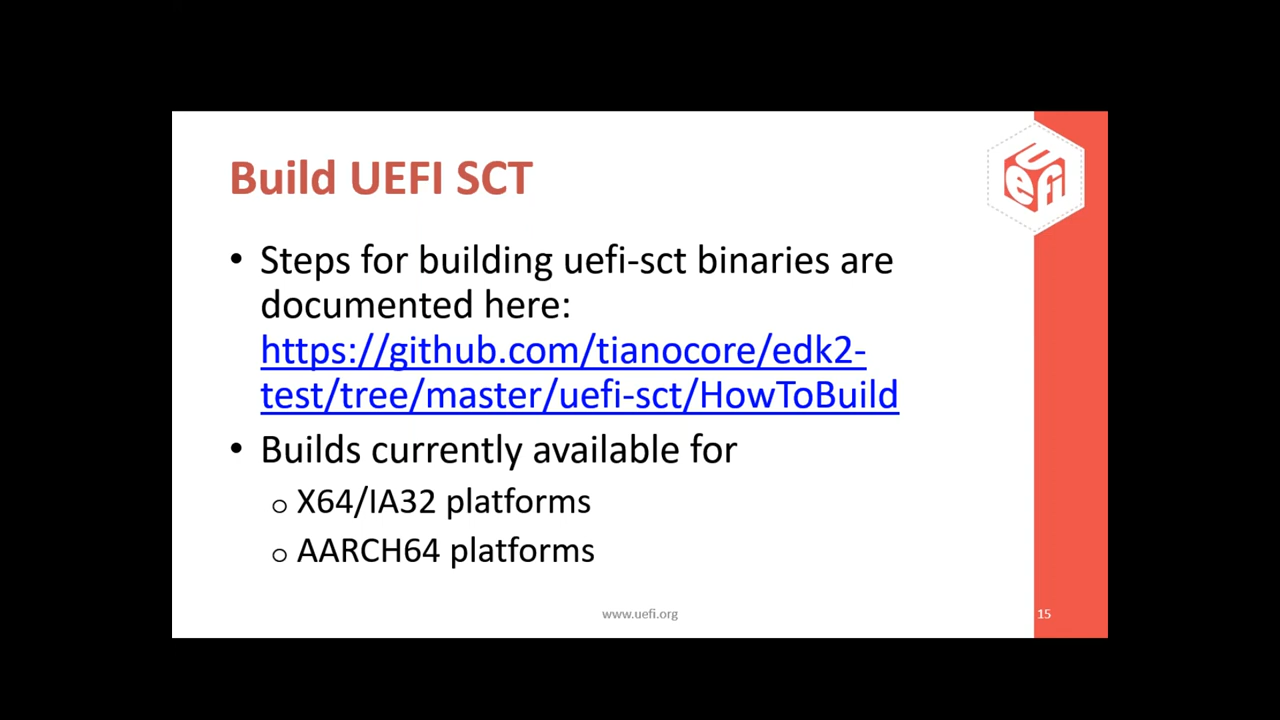 Build UEFI SCT
uefi
• Steps for building uefi-sct binaries are
documented here:
https://github.com/tianocore/edk2-
test/tree/master/uefi-sct/HowToBuild
• Builds currently available for
o X64/IA32 platforms
o AARCH64 platforms
www.uefi.org
15